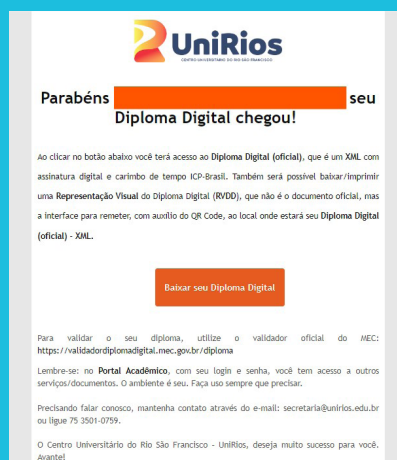 UniRios
CENTRO UNIVERSITÁRIO DO RIO SÃO FRANCISCO
Parabéns seu
Diploma Digital chegou!
Ao clicar no botão abaixo você terá acesso ao Diploma Digital (oficial), que é um XML com
assinatura digital e carimbo de tempo ICP-Brasil. Também será possível baixar/imprimir
uma Representação Visual do Diploma Digital (RVDD), que não é o documento oficial, mas
a interface para remeter, com auxílio do QR Code, ao local onde estará seu Diploma Digital
(oficial) - XML.
Baixar seu Diploma Digital
Para validar o seu diploma, utilize o validador oficial do MEC:
https://validadordiplomadigital.mec.gov.br/diploma
Lembre-se: no Portal Acadêmico, com seu login e senha, você tem acesso a outros
serviços/documentos. O ambiente é seu. Faça uso sempre que precisar.
Precisando falar conosco, mantenha contato através do e-mail: secretaria@unirios.edu.br
ou ligue 75 3501-0759.
O Centro Universitário do Rio São Francisco - UniRios, deseja muito sucesso para você.
Avante!